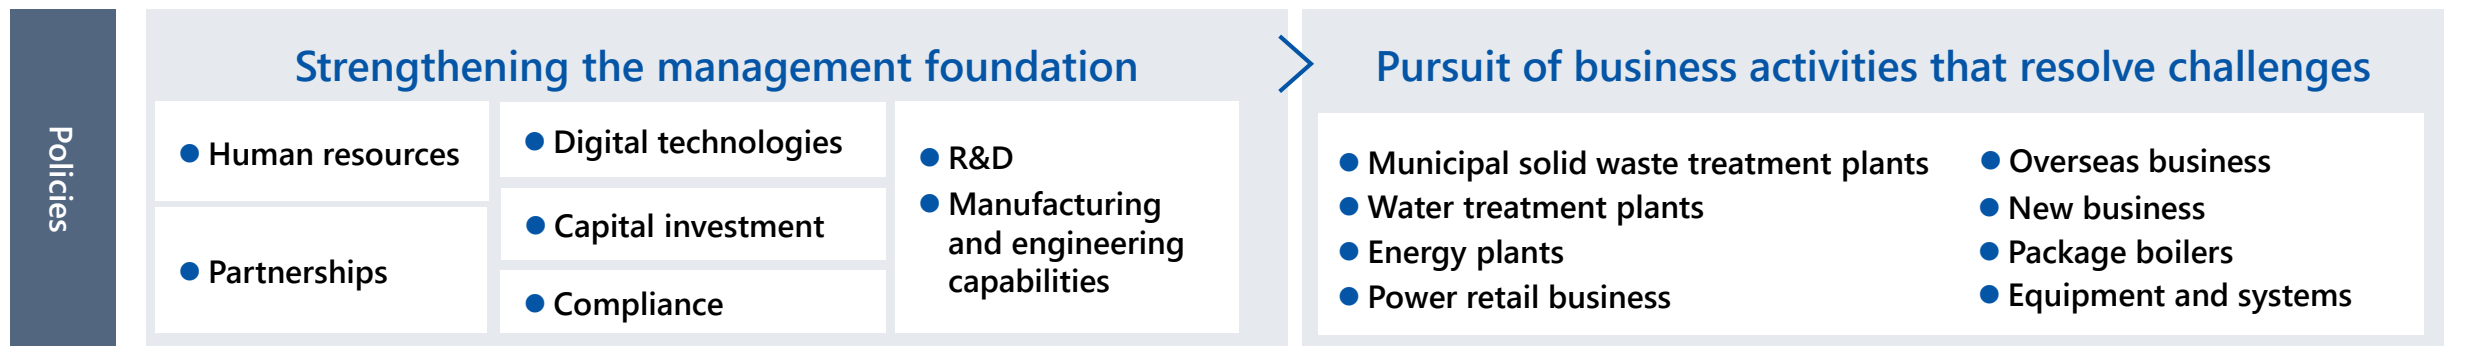 Policies
Strengthening the management foundation
Human resources
Partnerships
Digital technologies
Capital investment
Compliance
R&D
Manufacturing
and engineering
capabilities
Pursuit of business activities that resolve challenges
Municipal solid waste treatment plants
Water treatment plants
Energy plants
Power retail business
Overseas business
New business
Package boilers
Equipment and systems